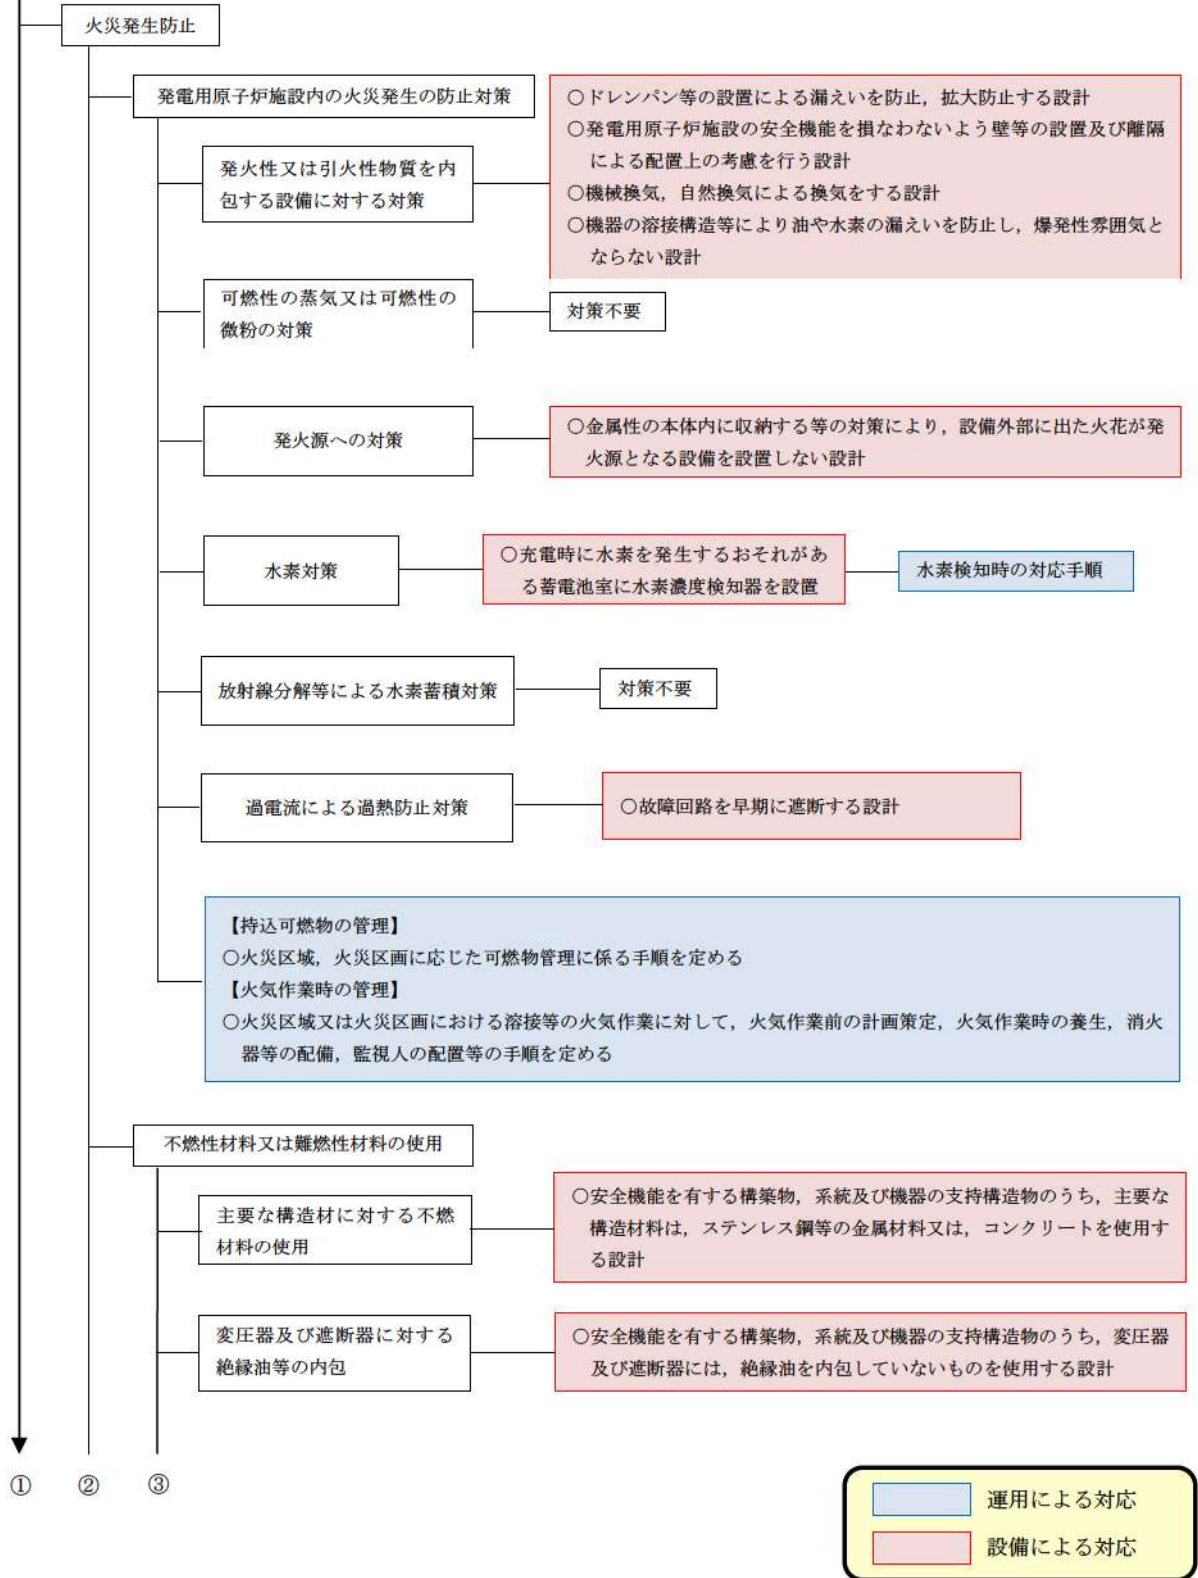 火災発生防止
発電用原子炉施設内の火災発生の防止対策
発火性又は引火性物質を内
包する設備に対する対策
○ドレンパン等の設置による漏えいを防止，拡大防止する設計
○発電用原子炉施設の安全機能を損なわないよう壁等の設置及び離隔
による配置上の考慮を行う設計
○機械換気，自然換気による換気をする設計
○機器の溶接構造等により油や水素の漏えいを防止し，爆発性雰囲気と
ならない設計
可燃性の蒸気又は可燃性の
微粉の対策
対策不要
発火源への対策
○金属性の本体内に収納する等の対策により，設備外部に出た火花が発
火源となる設備を設置しない設計
水素対策
○充電時に水素を発生するおそれがあ
る蓄電池室に水素濃度検知器を設置
水素検知時の対応手順
放射線分解等による水素蓄積対策
対策不要
過電流による過熱防止対策
○故障回路を早期に遮断する設計
【持込可燃物の管理】
○火災区域，火災区画に応じた可燃物管理に係る手順を定める
【火気作業時の管理】
○火災区域又は火災区画における溶接等の火気作業に対して，火気作業前の計画策定，火気作業時の養生，消火
器等の配備，監視人の配置等の手順を定める
不燃性材料又は難燃性材料の使用
主要な構造材に対する不燃
材料の使用
○安全機能を有する構築物，系統及び機器の支持構造物のうち，主要な
構造材料は，ステンレス鋼等の金属材料又は，コンクリートを使用す
る設計
変圧器及び遮断器に対する
絶縁油等の内包
○安全機能を有する構築物，系統及び機器の支持構造物のうち，変圧器
及び遮断器には，絶縁油を内包していないものを使用する設計
① ② ③
運用による対応
設備による対応